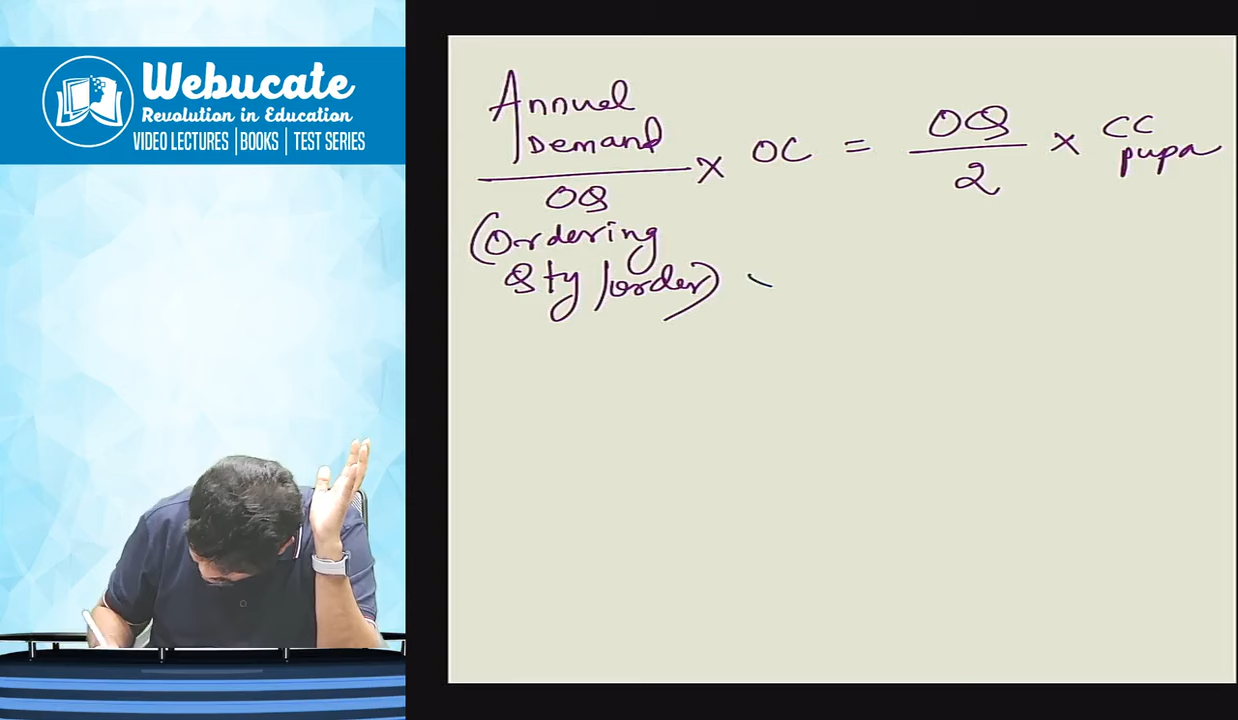 Webucate
Revolution in Education
VIDEO LECTURES | BOOKS | TEST SERIES
Annual
Demand
OQ
(Ordering
Qty/order)
× OC = OQ
2
× CC
pupa